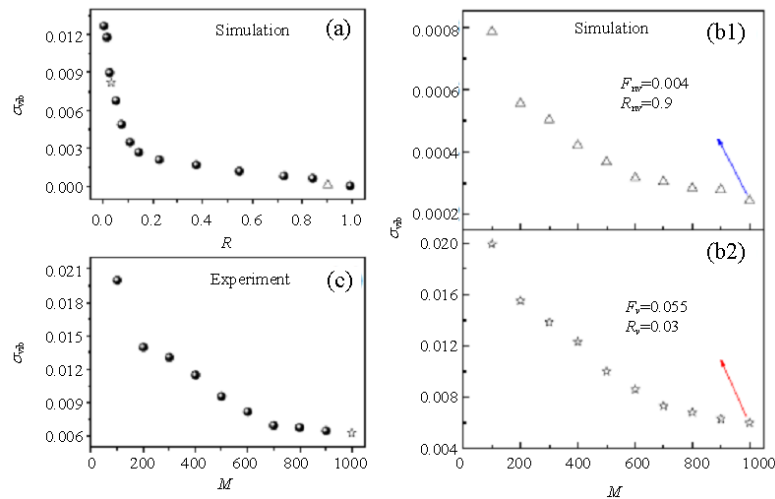 (a)
Simulation
0.012
0.009
0.006
0.003
0.000
σvib
0.0 0.2 0.4 0.6 0.8 1.0
R
(c)
Experiment
0.021
0.018
0.015
0.012
0.009
0.006
σvib
0 200 400 600 800 1000
M
(b1)
Simulation
0.0008
0.0006
0.0004
0.0002
Fnv=0.004
Rnv=0.9
σvib
(b2)
0.020
0.016
0.012
0.008
0.004
Fv=0.055
Rv=0.03
0 200 400 600 800 1000
M